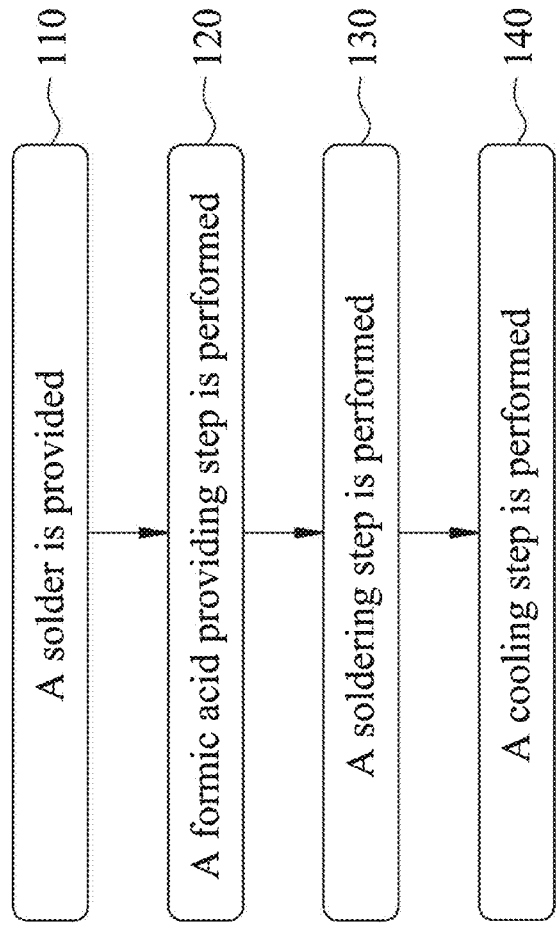 A solder is provided
110
A formic acid providing step is performed
120
A soldering step is performed
130
A cooling step is performed
140